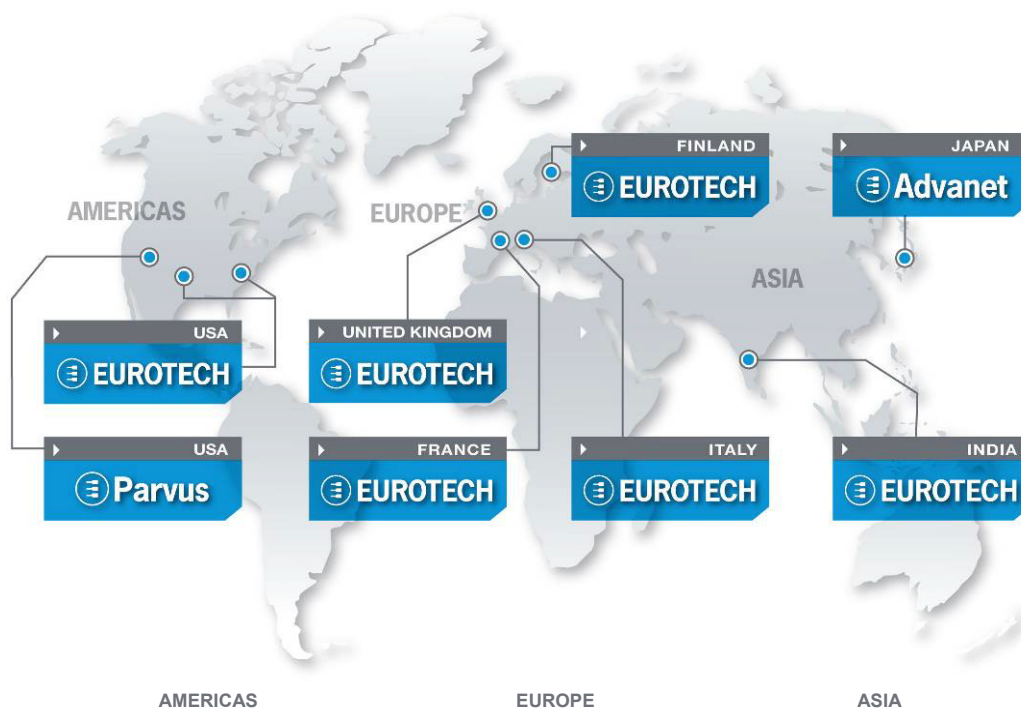 FINLAND
EUROTECH
JAPAN
Advanet
AMERICAS
EUROPE
ASIA
USA
EUROTECH
UNITED KINGDOM
EUROTECH
USA
Parvus
FRANCE
EUROTECH
ITALY
EUROTECH
INDIA
EUROTECH
AMERICAS
EUROPE
ASIA